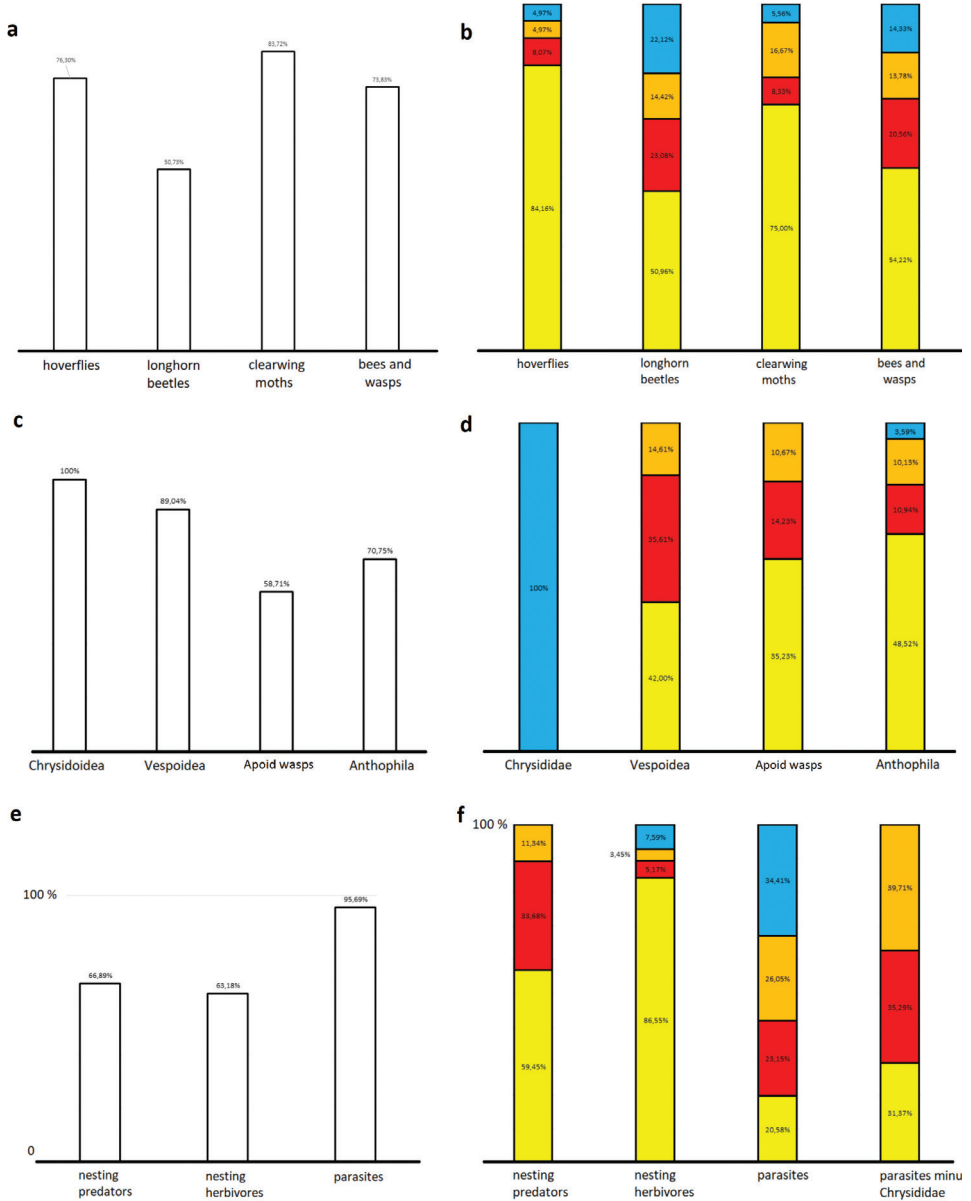 a
76,30%
50,73%
83,72%
73,83%
hoverflies
longhorn
beetles
clearwing
moths
bees and
wasps
b
4,97%
4,97%
8,07%
84,16%
22,12%
14,42%
23,08%
50,96%
5,56%
16,67%
8,33%
75,00%
14,33%
13,78%
20,56%
54,22%
hoverflies
longhorn
beetles
clearwing
moths
bees and
wasps
c
100%
89,04%
58,71%
70,75%
Chrysidoidea
Vespoidea
Apoid wasps
Anthophila
d
100%
14,61%
35,61%
42,00%
10,67%
14,23%
35,23%
3,59%
10,13%
10,94%
48,52%
Chrysididae
Vespoidea
Apoid wasps
Anthophila
e
100 %
0
66,89%
63,18%
95,69%
nesting
predators
nesting
herbivores
parasites
f
100 %
11,34%
33,68%
59,45%
7,59%
3,45%
5,17%
86,55%
34,41%
26,05%
23,15%
20,58%
39,71%
35,29%
31,37%
nesting
predators
nesting
herbivores
parasites
parasites minu
Chrysididae